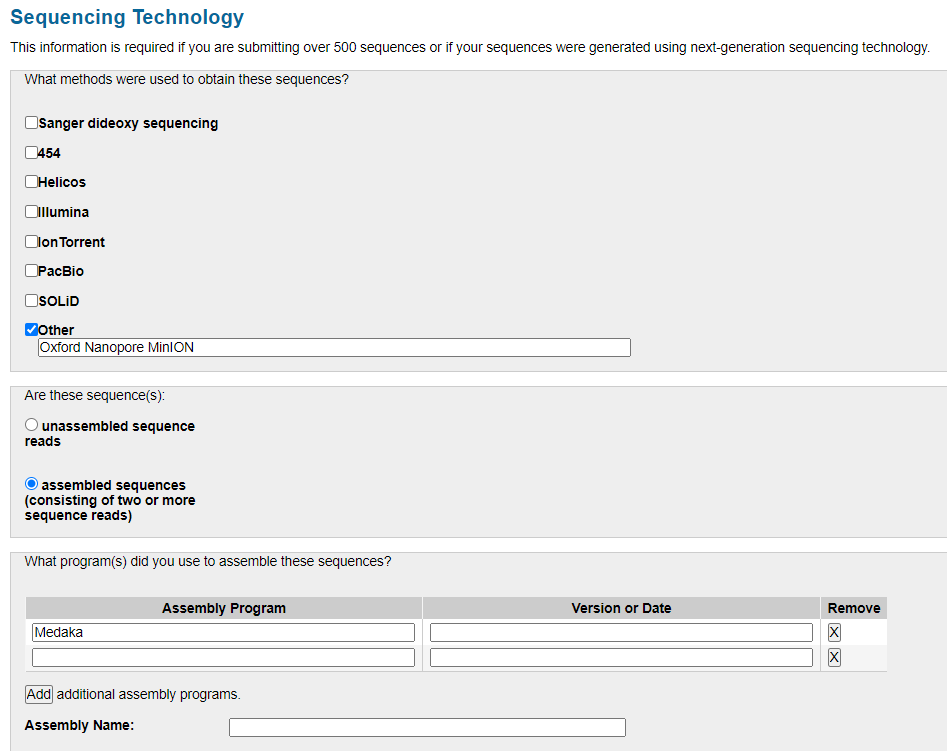 Sequencing Technology
This information is required if you are submitting over 500 sequences or if your sequences were generated using next-generation sequencing technology.
What methods were used to obtain these sequences?
Sanger dideoxy sequencing
454
Helicos
Illumina
IonTorrent
PacBio
SOLiD
Other
Oxford Nanopore MinION
Are these sequence(s):
unassembled sequence
reads
assembled sequences
(consisting of two or more
sequence reads)
What program(s) did you use to assemble these sequences?
Assembly Program Version or Date Remove
Medaka X
X
Add additional assembly programs.
Assembly Name: